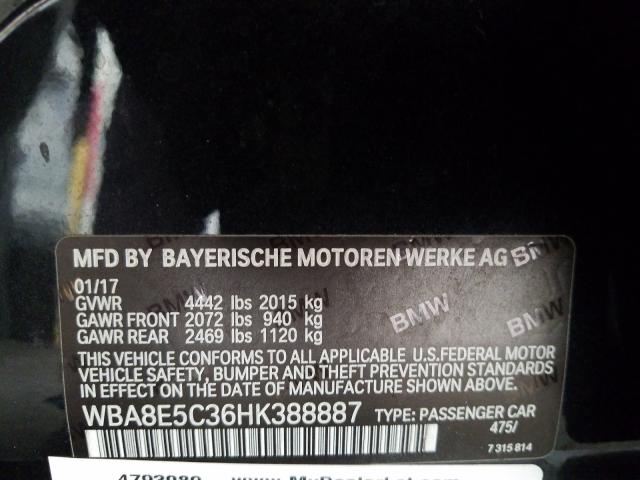 MFD BY BAYERISCHE MOTOREN WERKE AG
01/17
GVWR 4442 lbs 2015 kg
GAWR FRONT 2072 lbs 940 kg
GAWR REAR 2469 lbs 1120 kg
THIS VEHICLE CONFORMS TO ALL APPLICABLE U.S.FEDERAL MOTOR
VEHICLE SAFETY, BUMPER AND THEFT PREVENTION STANDARDS
IN EFFECT ON THE DATE OF MANUFACTURE SHOWN ABOVE.
WBA8E5C36HK388887 TYPE: PASSENGER CAR
475/
7 315 814
BMW
BMW
BMW